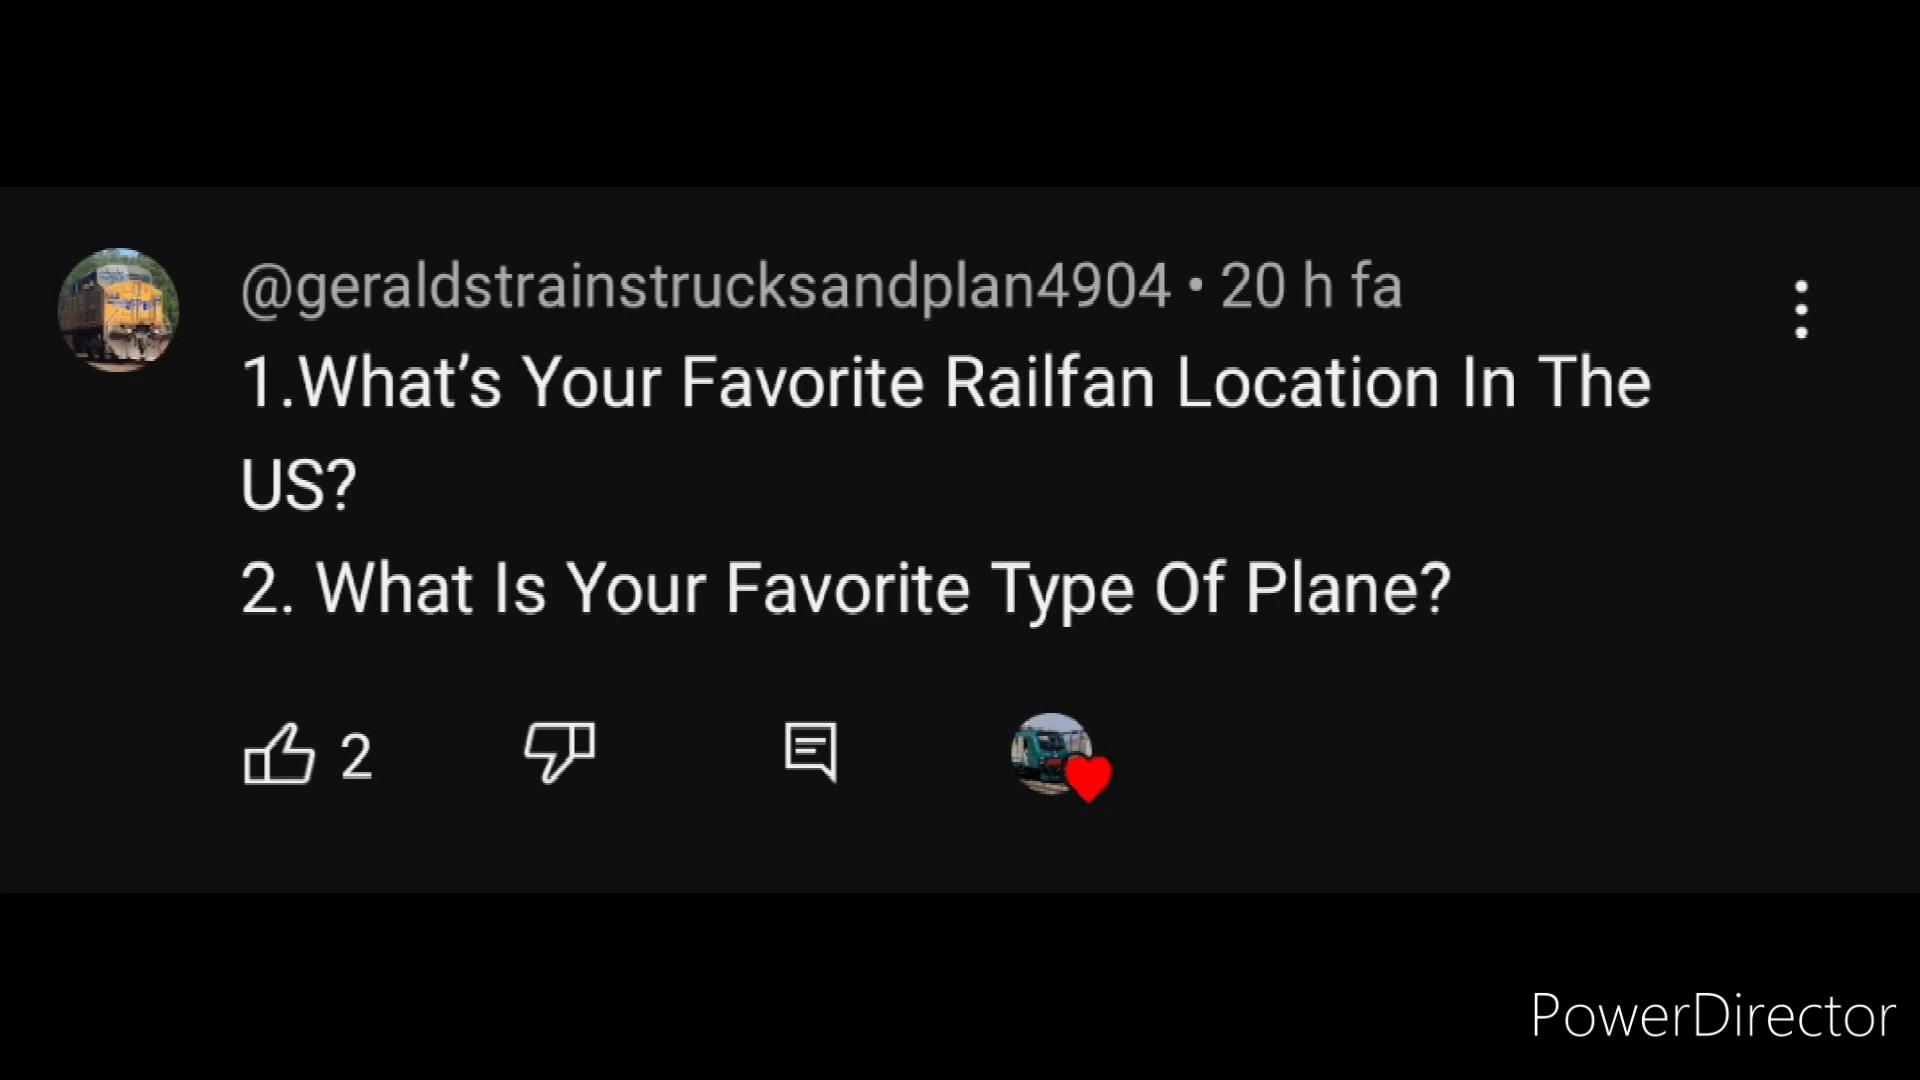 @geraldstrainstrucksandplan4904 • 20 h fa
1.What’s Your Favorite Railfan Location In The
US?
2. What Is Your Favorite Type Of Plane?
2
PowerDirector